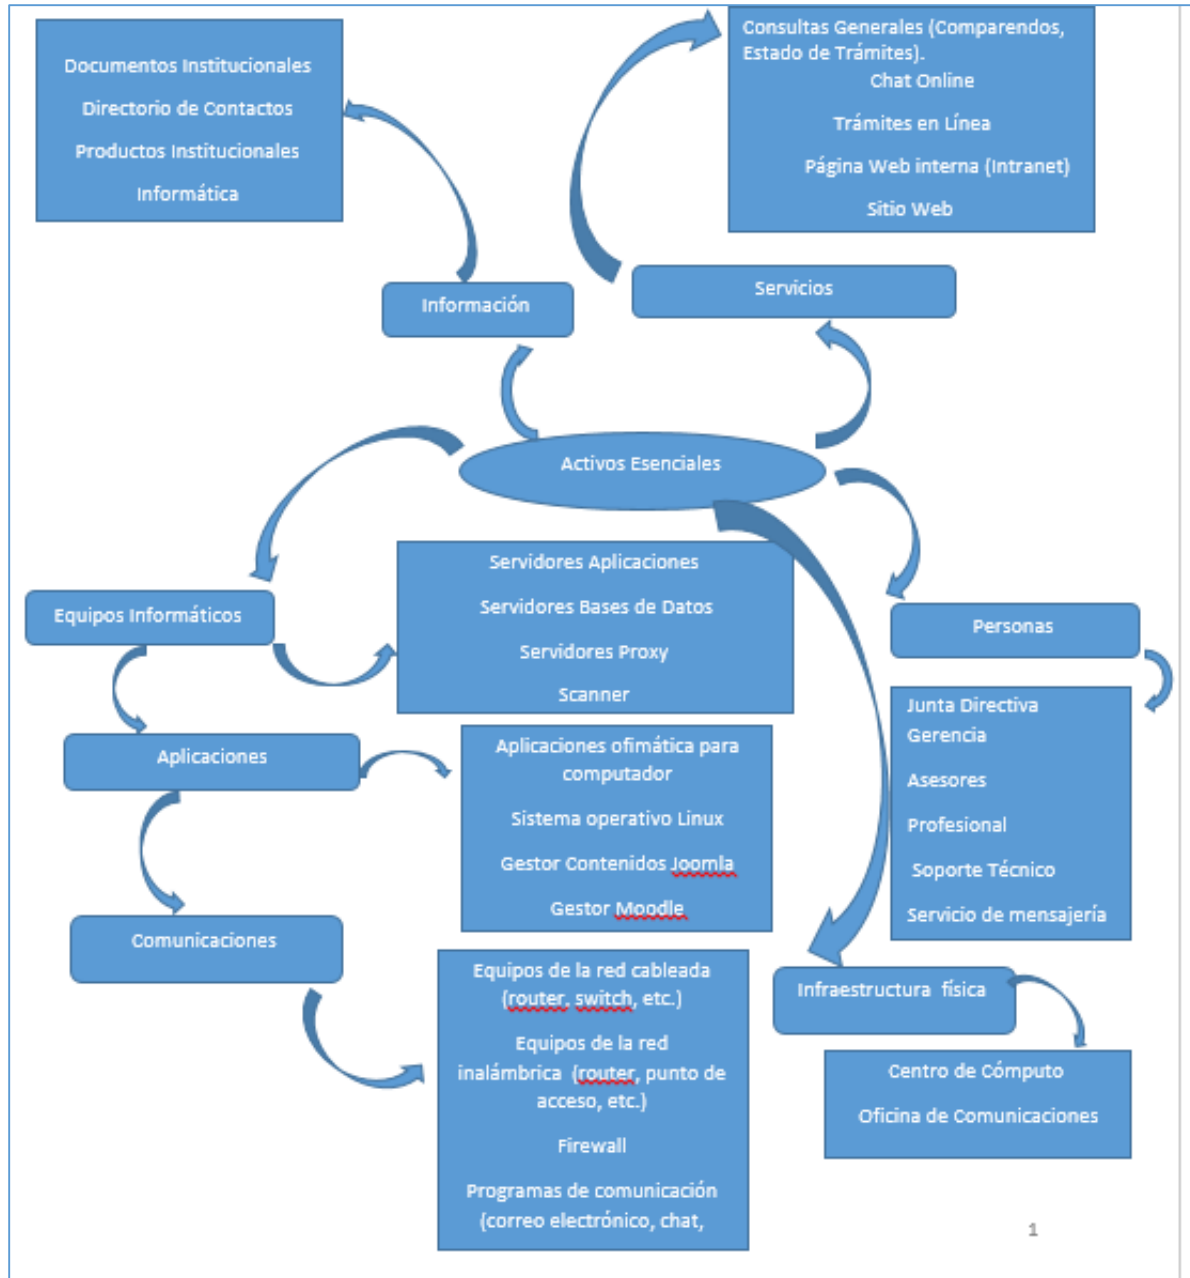 Documentos Institucionales
Directorio de Contactos
Productos Institucionales
Informática
Consultas Generales (Comparendos,
Estado de Trámites).
Chat Online
Trámites en Línea
Página Web interna (Intranet)
Sitio Web
Información
Servicios
Activos Esenciales
Equipos Informáticos
Servidores Aplicaciones
Servidores Bases de Datos
Servidores Proxy
Scanner
Personas
Junta Directiva
Gerencia
Asesores
Profesional
Soporte Técnico
Servicio de mensajería
Aplicaciones
Aplicaciones ofimática para
computador
Sistema operativo Linux
Gestor Contenidos Joomla
Gestor Moodle
Comunicaciones
Equipos de la red cableada
(router, switch, etc.)
Equipos de la red
inalámbrica (router, punto de
acceso, etc.)
Firewall
Programas de comunicación
(correo electrónico, chat,
Infraestructura física
Centro de Cómputo
Oficina de Comunicaciones
1